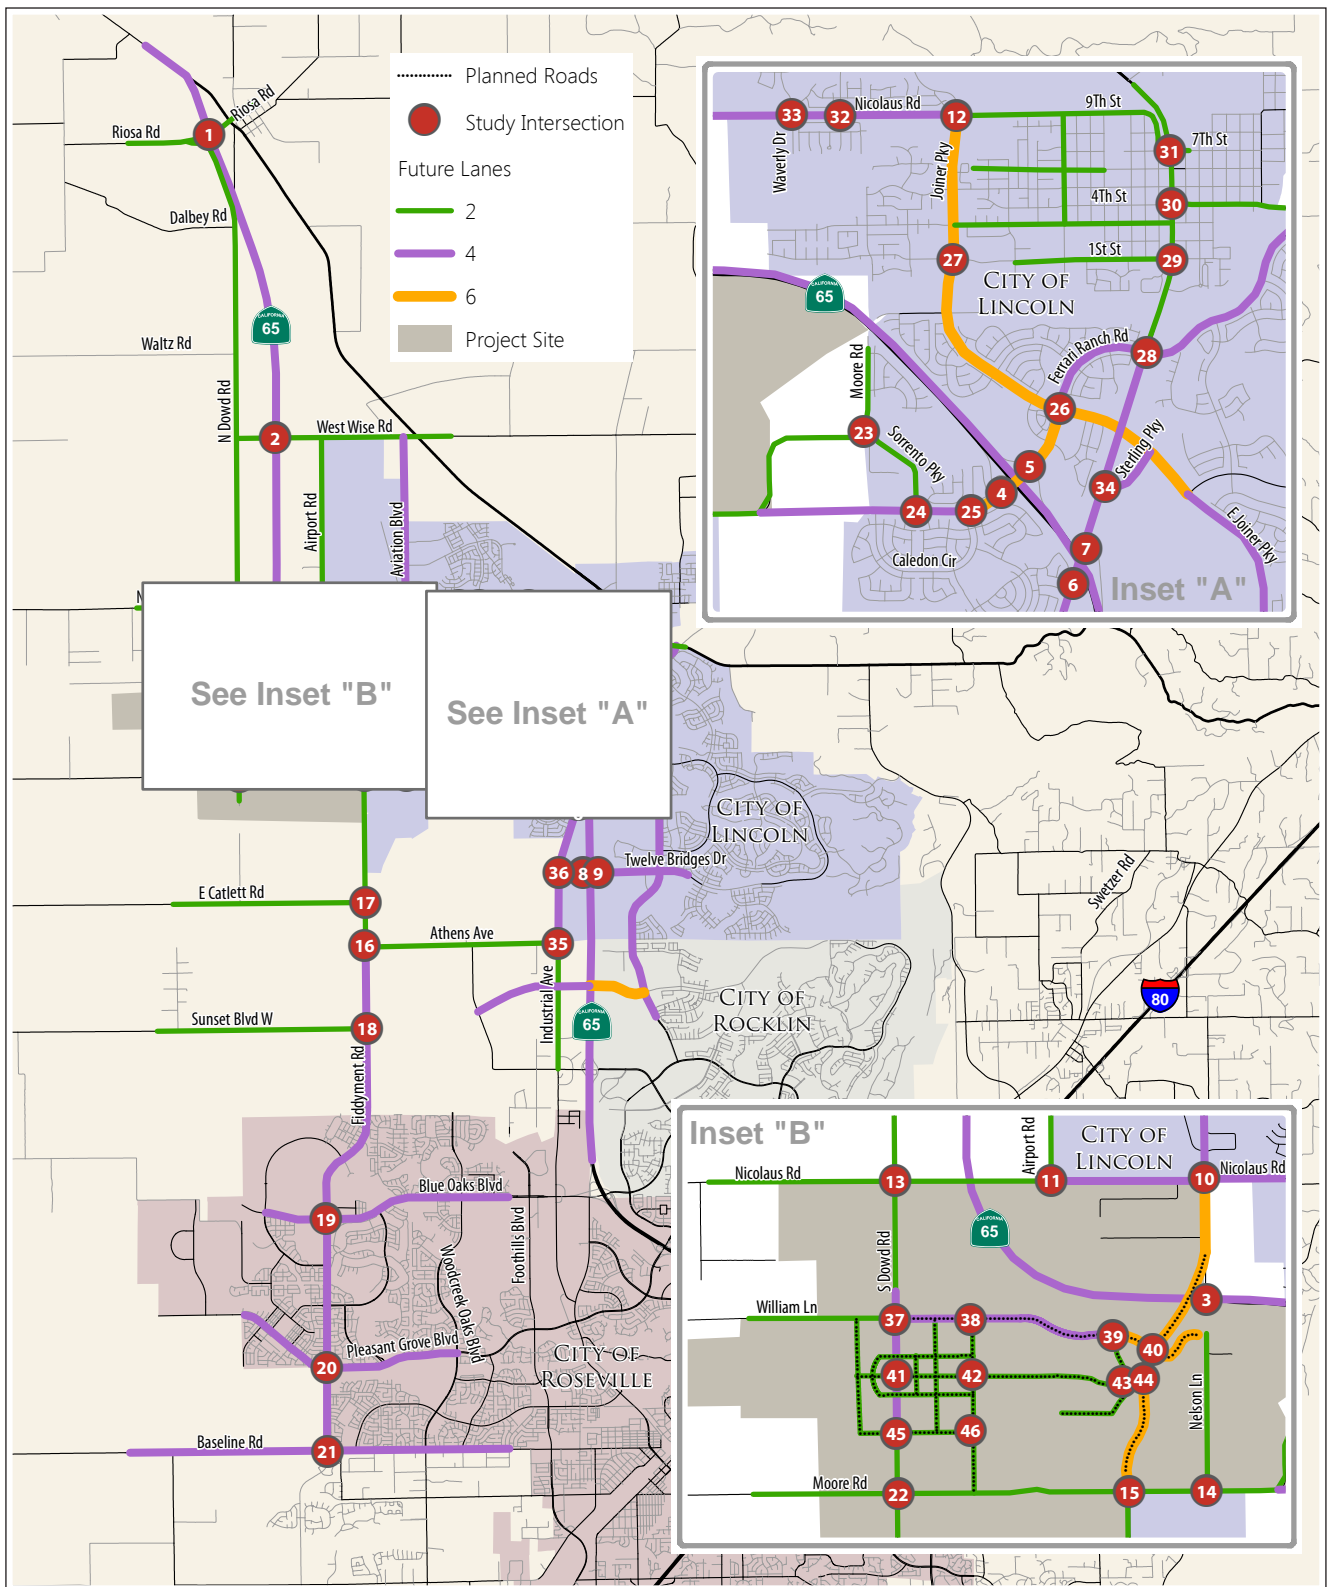 Planned Roads
Study Intersection
Future Lanes
2
4
6
Project Site
Riosa Rd
Riosa Rd
1
Dalbey Rd
CALIFORNIA
65
Waltz Rd
N Dowd Rd
2
West Wise Rd
Airport Rd
Aviation Blvd
N
See Inset "B"
See Inset "A"
CITY OF
LINCOLN
36
8
9
Twelve Bridges Dr
E Catlett Rd
17
16
Athens Ave
35
Industrial Ave
Sunset Blvd W
18
Fiddyment Rd
CALIFORNIA
65
CITY OF
ROCKLIN
Swetzer Rd
80
Blue Oaks Blvd
19
Woodcreek Oaks Blvd
Foothills Blvd
Pleasant Grove Blvd
20
CITY OF
ROSEVILLE
Baseline Rd
21
33
32
Nicolaus Rd
12
9Th St
Waverly Dr
Joiner Pky
31
7Th St
4Th St
30
27
1St St
29
CITY OF
LINCOLN
CALIFORNIA
65
Ferrari Ranch Rd
28
Moore Rd
26
23
Sorrento Pky
Sterling Pky
5
4
34
24
25
E Joiner Pky
Caledon Cir
7
6
Inset "A"
Inset "B"
Airport Rd
CITY OF
LINCOLN
Nicolaus Rd
13
11
10
Nicolaus Rd
CALIFORNIA
65
S Dowd Rd
3
William Ln
37
38
39
40
41
42
43
44
Nelson Ln
45
46
Moore Rd
22
15
14